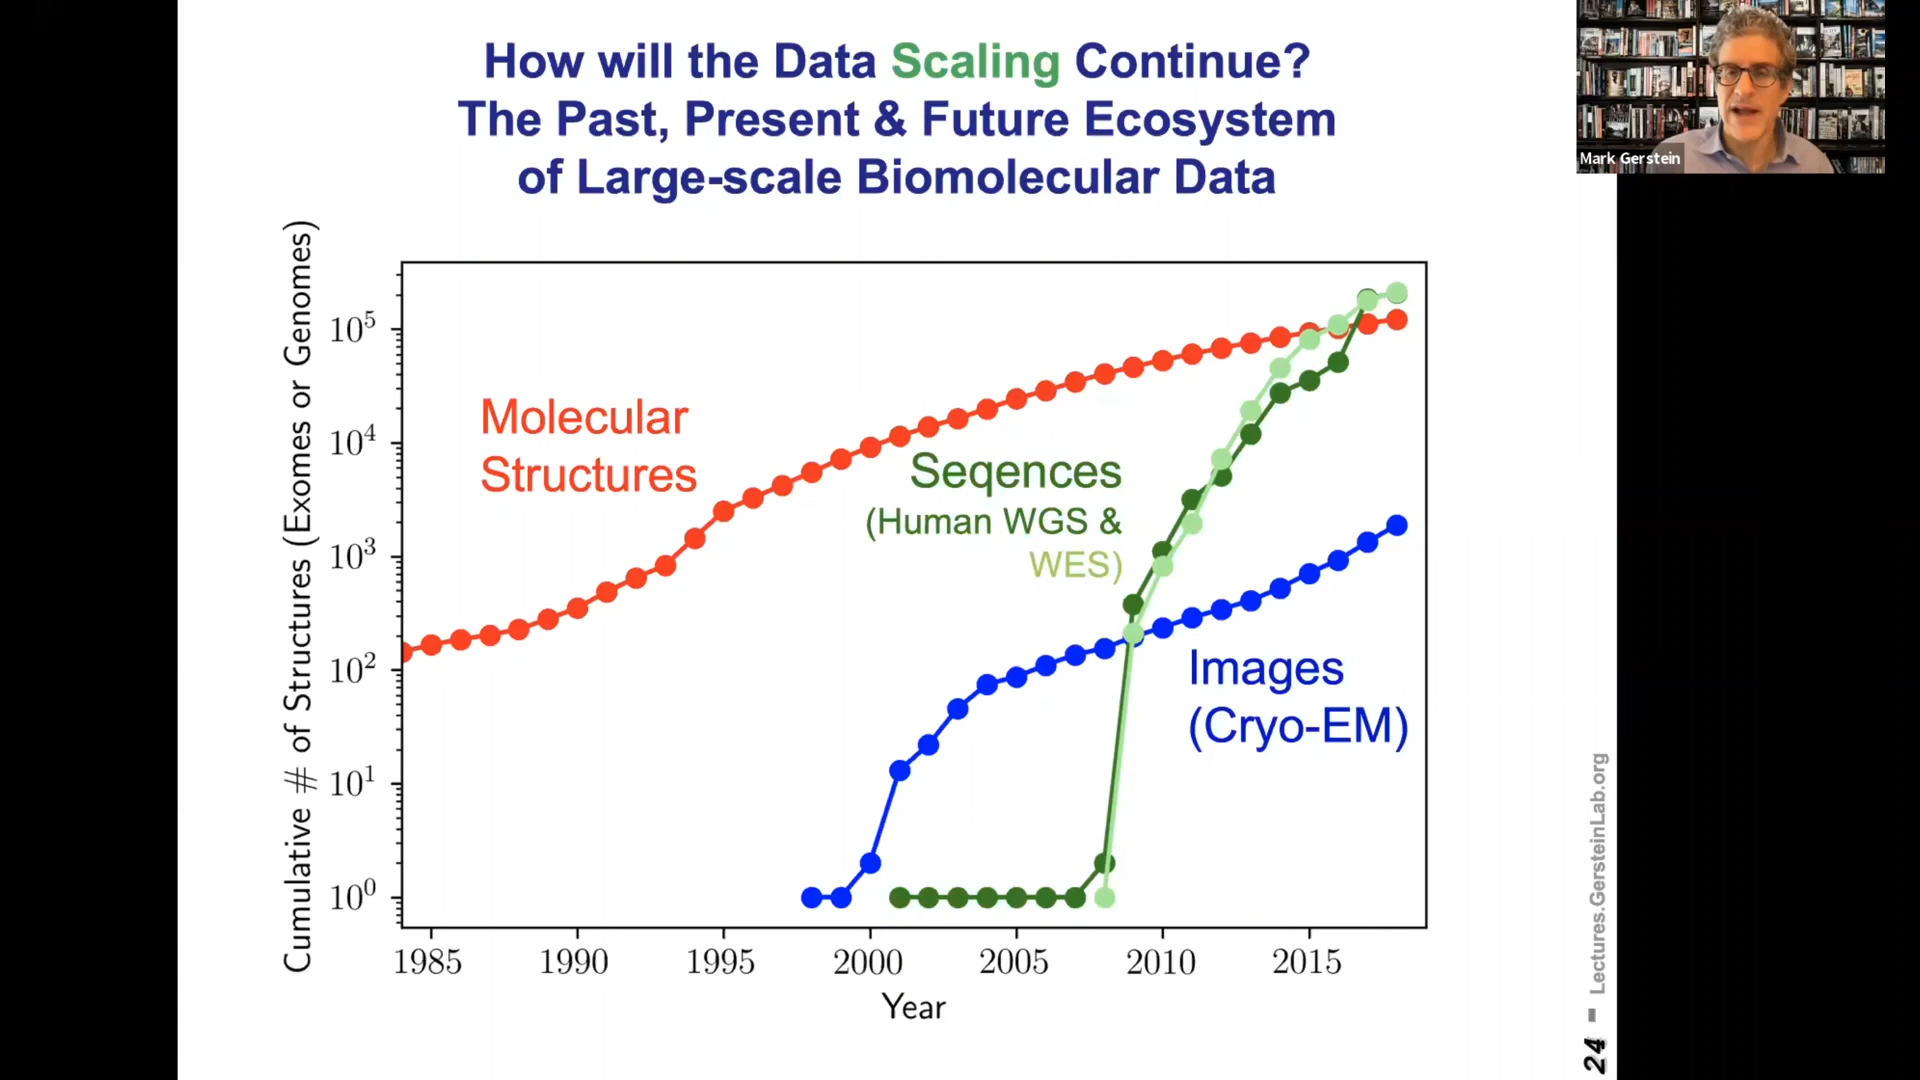 How will the Data Scaling Continue?
The Past, Present & Future Ecosystem
of Large-scale Biomolecular Data
Mark Gerstein
Cumulative # of Structures (Exomes or Genomes)
10⁵
10⁴
10³
10²
10¹
10⁰
Molecular
Structures
Seqences
(Human WGS &
WES)
Images
(Cryo-EM)
1985
1990
1995
2000
2005
2010
2015
Year
24 - Lectures.GersteinLab.org